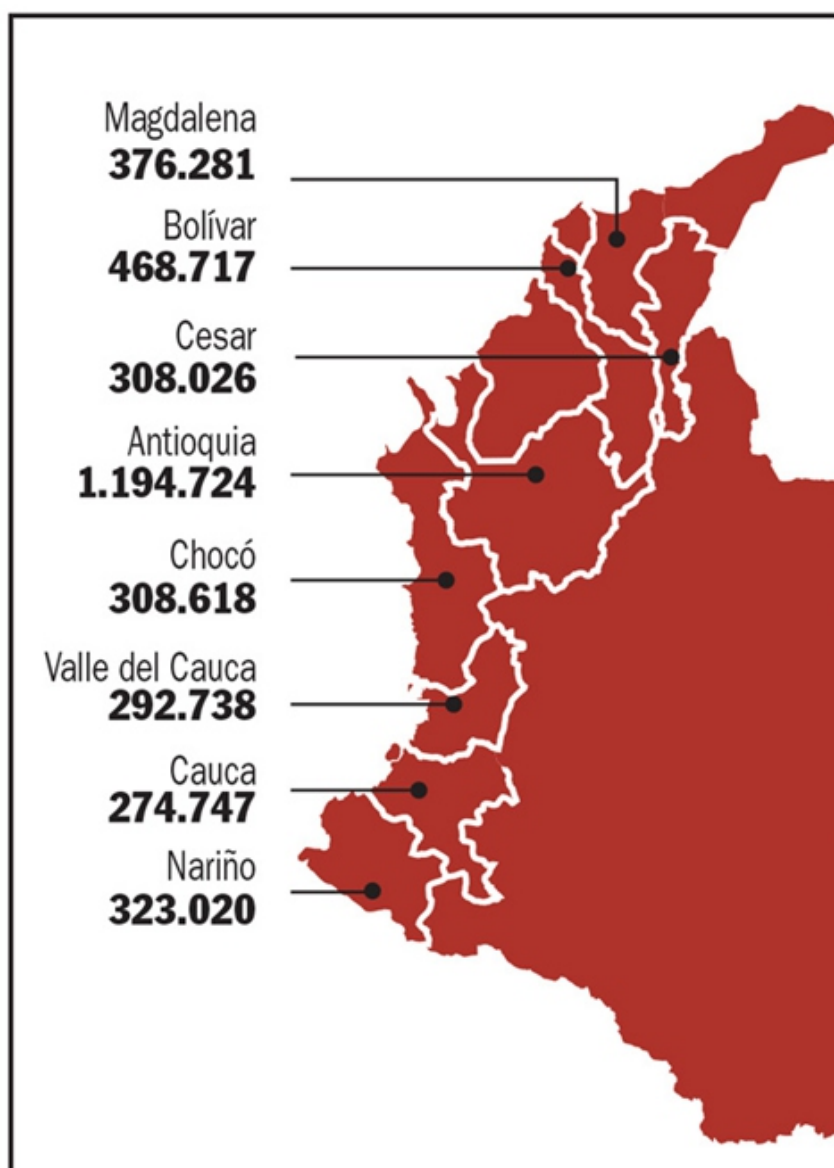 Magdalena
376.281
Bolívar
468.717
Cesar
308.026
Antioquia
1.194.724
Chocó
308.618
Valle del Cauca
292.738
Cauca
274.747
Nariño
323.020